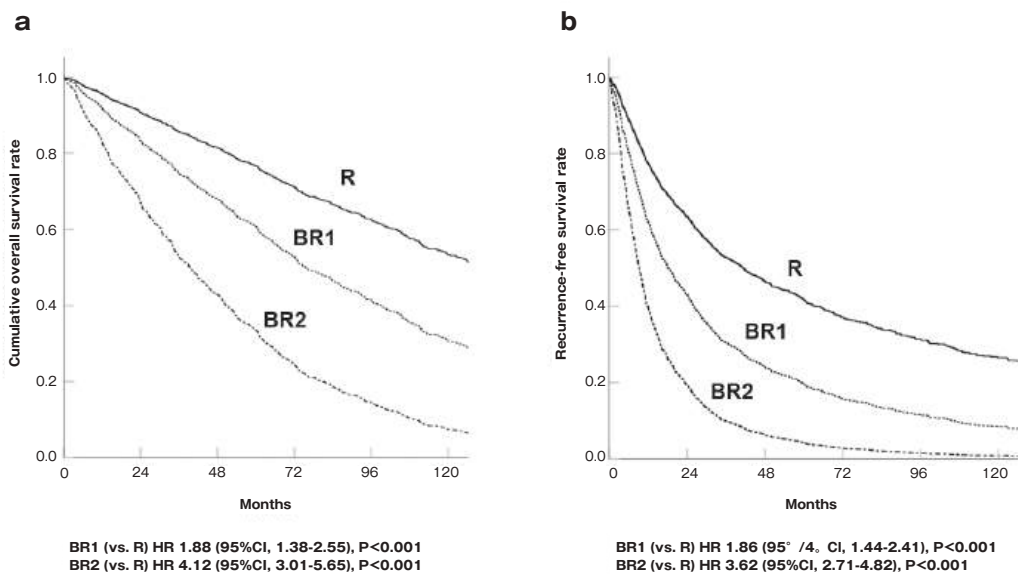 a
1.0
0.8
0.6
0.4
0.2
0.0
Cumulative overall survival rate
R
BR1
BR2
0 24 48 72 96 120
Months
BR1 (vs. R) HR 1.88 (95%CI, 1.38-2.55), P<0.001
BR2 (vs. R) HR 4.12 (95%CI, 3.01-5.65), P<0.001
b
1.0
0.8
0.6
0.4
0.2
0.0
Recurrence-free survival rate
R
BR1
BR2
0 24 48 72 96 120
Months
BR1 (vs. R) HR 1.86 (95° /4。 CI, 1.44-2.41), P<0.001
BR2 (vs. R) HR 3.62 (95%CI, 2.71-4.82), P<0.001